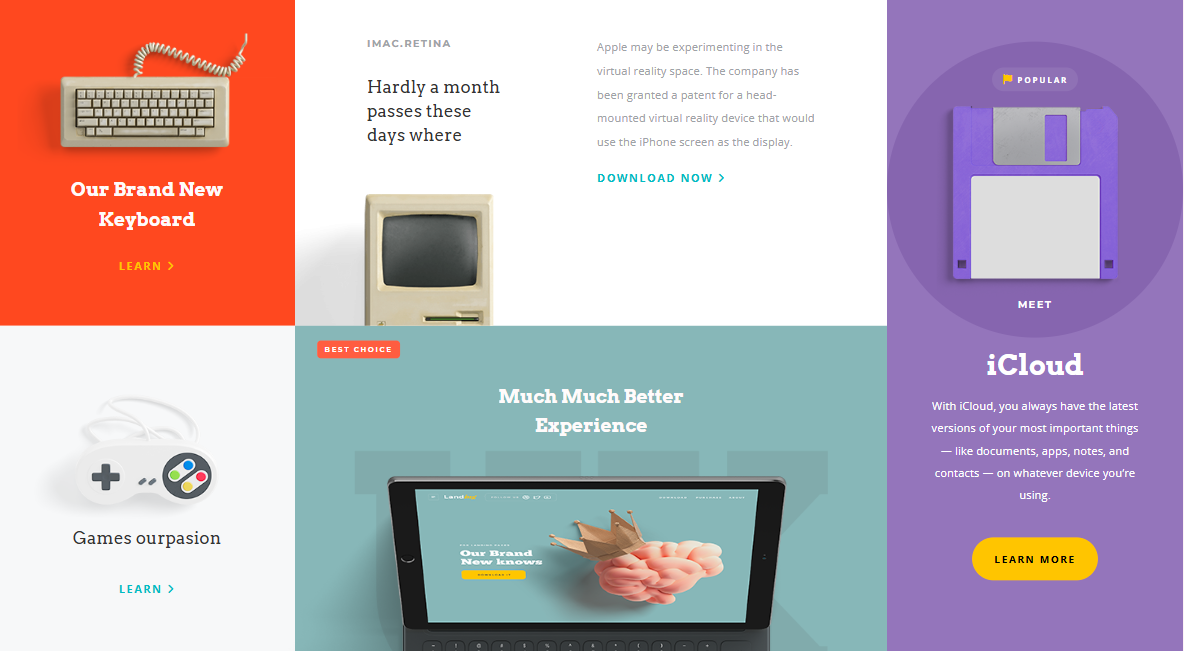 Our Brand New
Keyboard
LEARN
IMAC.RETINA
Hardly a month
passes these
days where
Apple may be experimenting in the
virtual reality space. The company has
been granted a patent for a head-
mounted virtual reality device that would
use the iPhone screen as the display.
DOWNLOAD NOW
POPULAR
MEET
iCloud
With iCloud, you always have the latest
versions of your most important things
— like documents, apps, notes, and
contacts — on whatever device you're
using.
LEARN MORE
Games ourpasion
LEARN
BEST CHOICE
Much Much Better
Experience
Our Brand
New knows